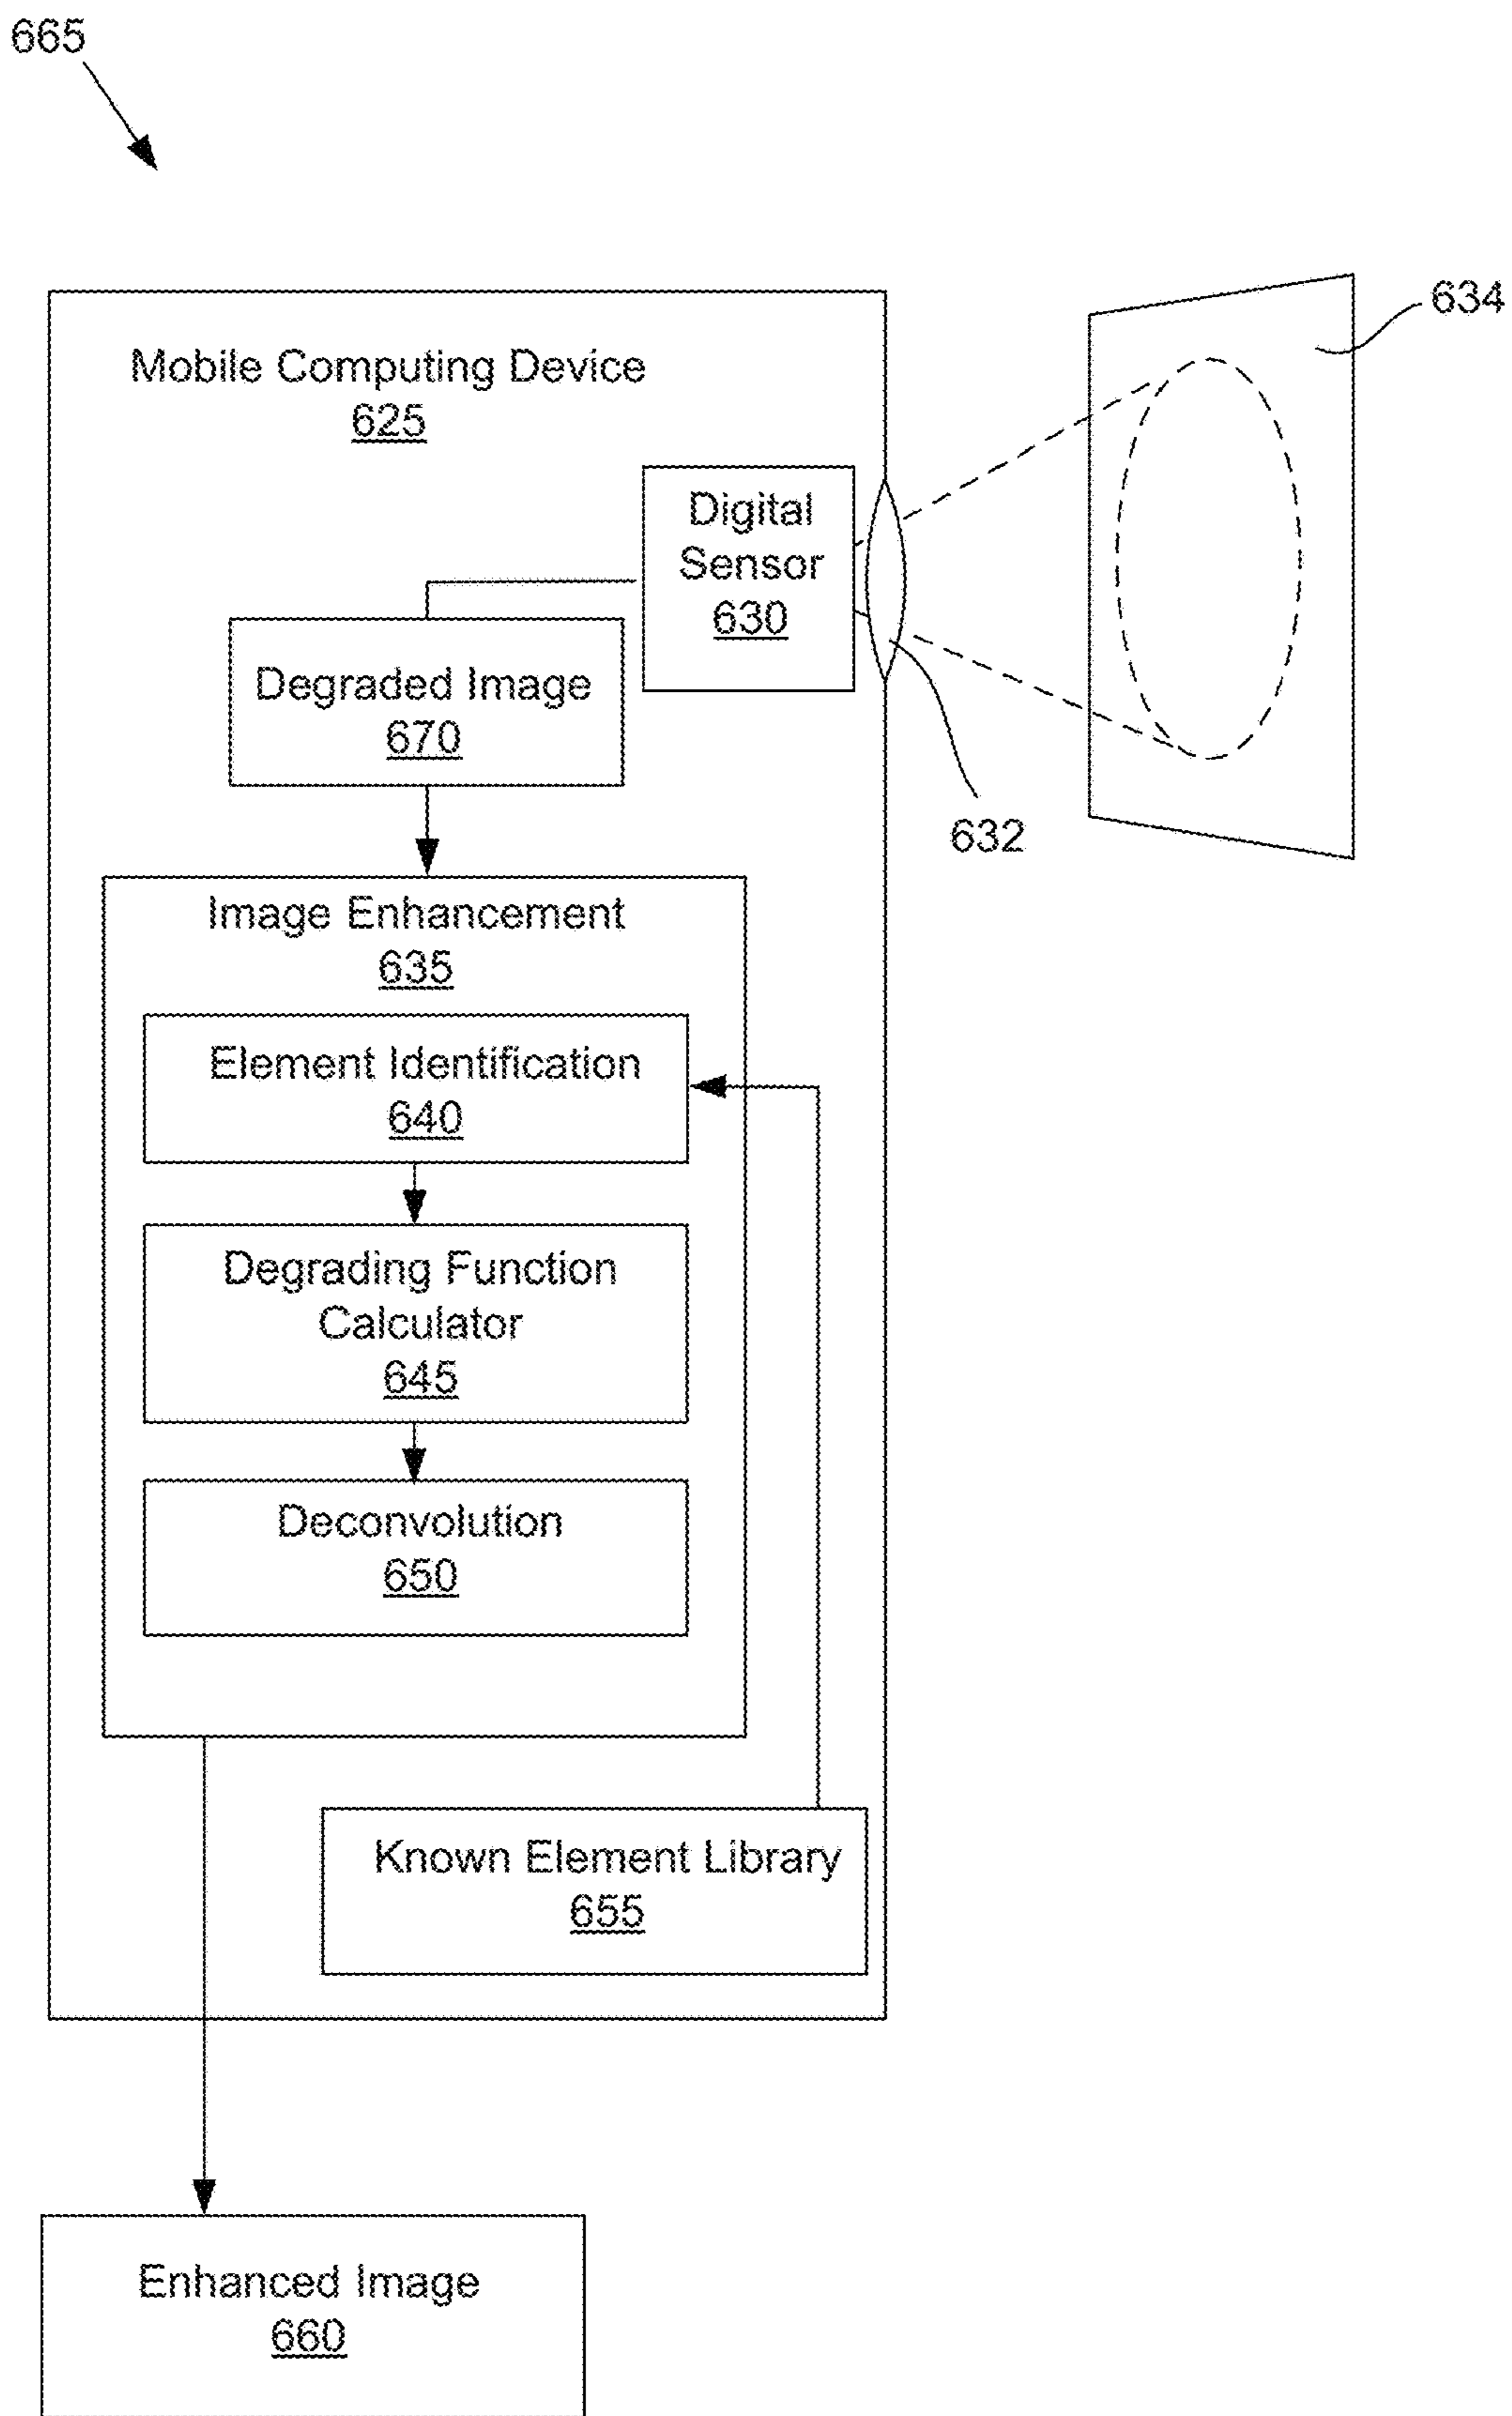 665
634
Mobile Computing Device
625
Digital
Sensor
630
Degraded Image
670
632
Image Enhancement
635
Element Identification
640
Degrading Function
Calculator
645
Deconvolution
650
Known Element Library
655
Enhanced Image
660